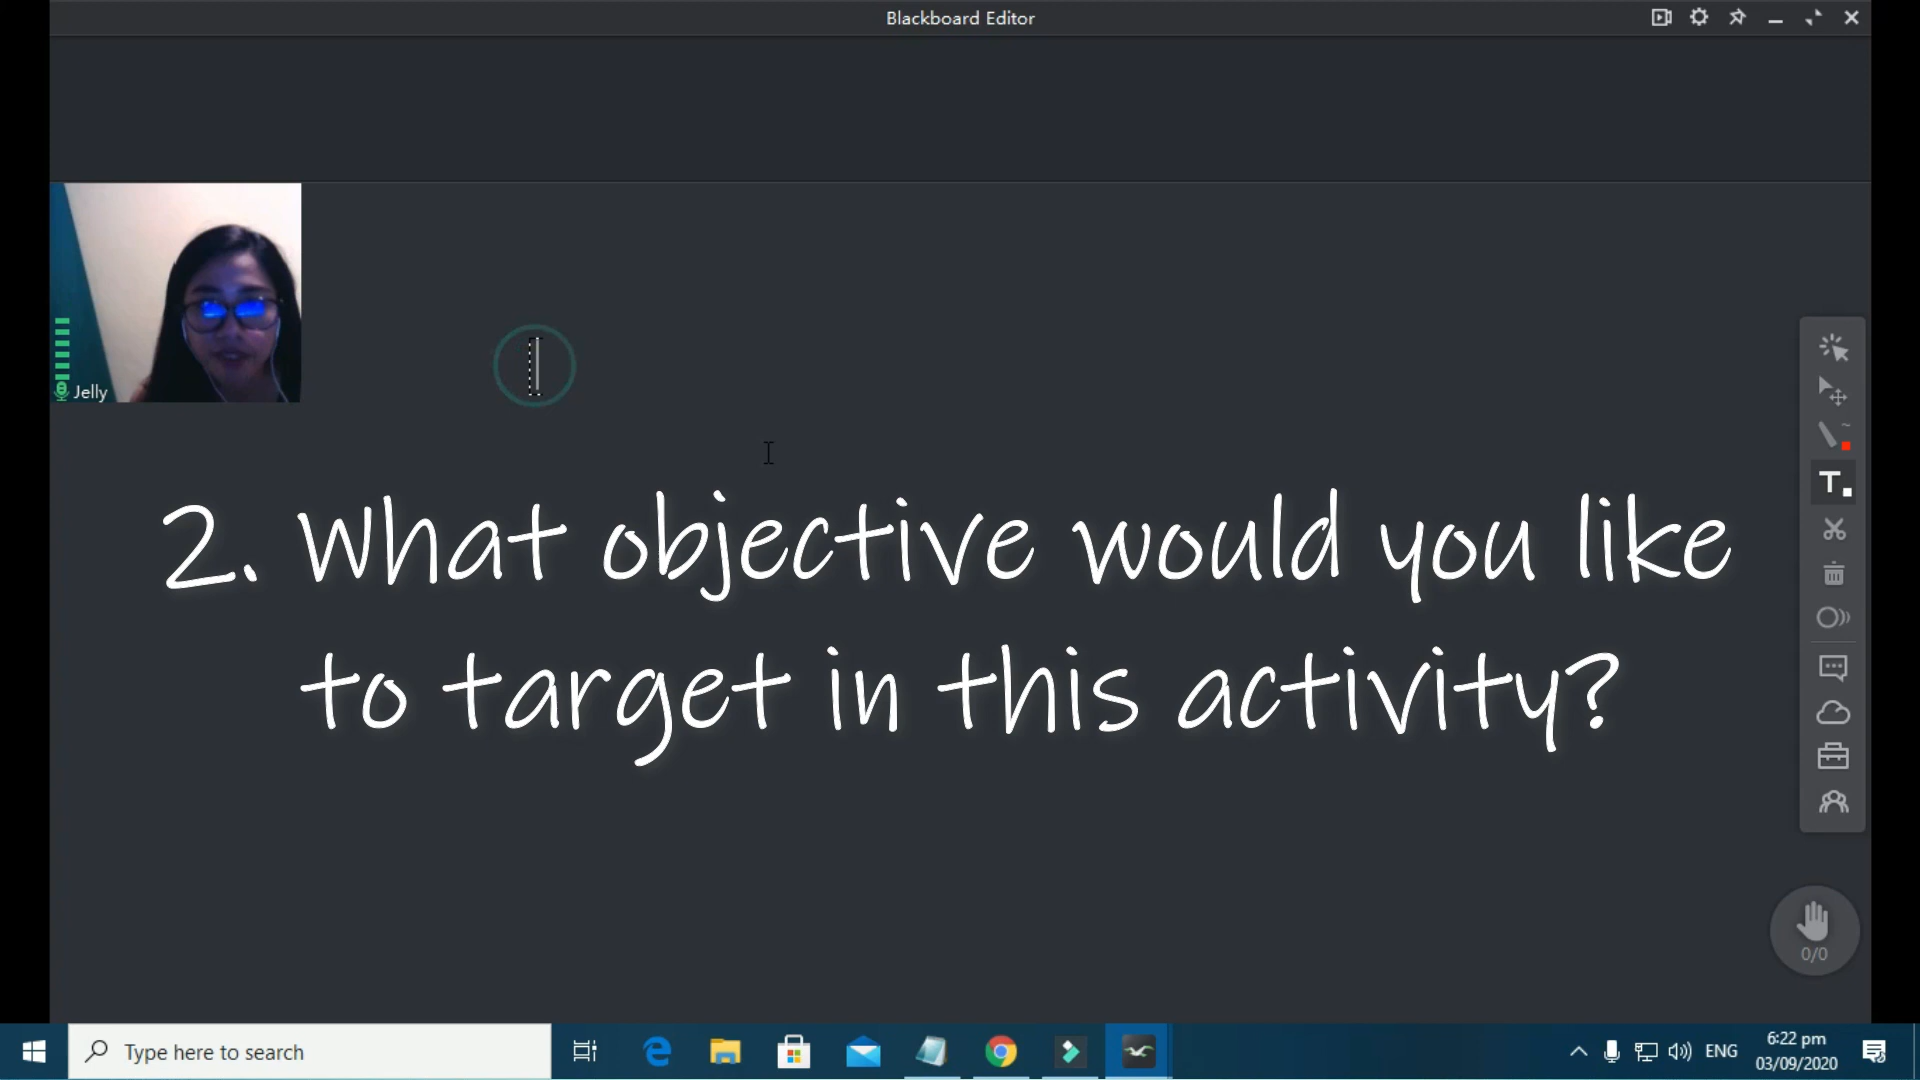 Blackboard Editor
Jelly
2. What objective would you like
to target in this activity?
0/0
Type here to search
ENG
6:22 pm
03/09/2020